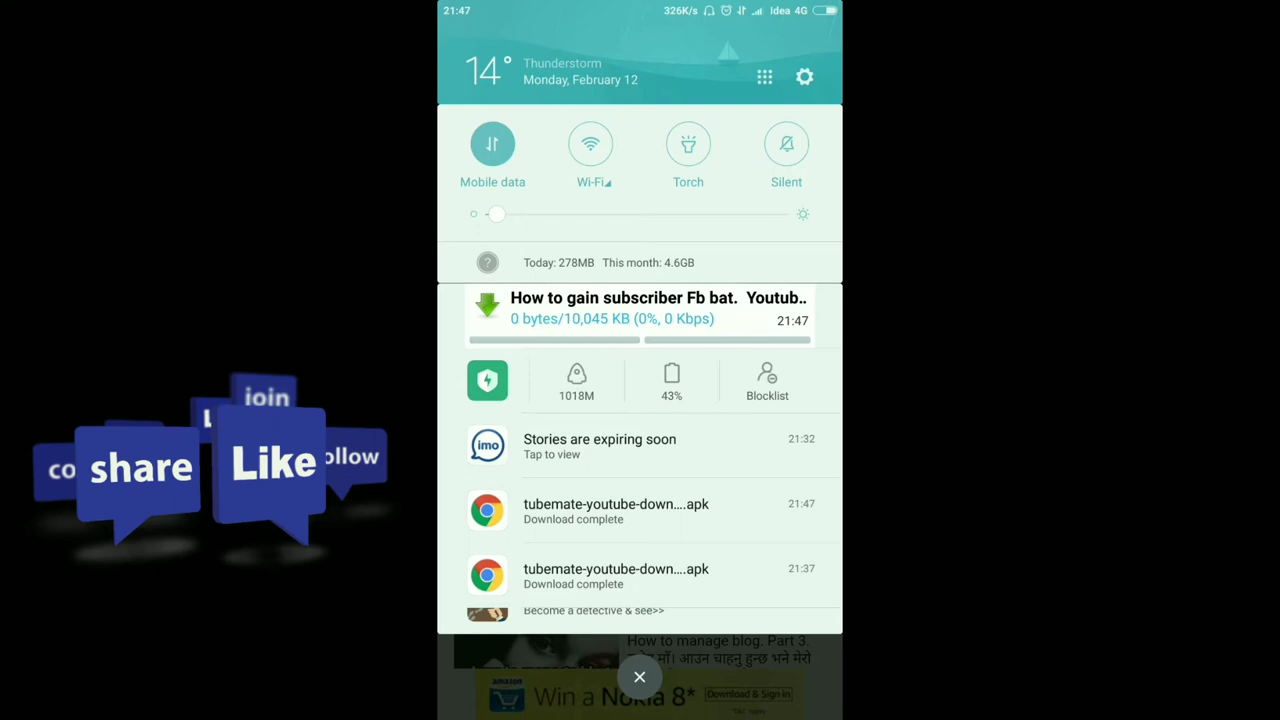 21:47
326K/s Idea 4G
14°
Thunderstorm
Monday, February 12
Mobile data
Wi-Fi
Torch
Silent
Today: 278MB This month: 4.6GB
How to gain subscriber Fb bat. Youtub..
0 bytes/10,045 KB (0%, 0 Kbps)
21:47
1018M
43%
Blocklist
imo
Stories are expiring soon
21:32
Tap to view
tubemate-youtube-down....apk
21:47
Download complete
tubemate-youtube-down....apk
21:37
Download complete
Become a detective & see>>
How to manage blog. Part 3.
माँ। आउन चाहनु हुन्छ भने मेरो
amazon
Win a Nokia 8*
Download & Sign in
join
L
co
share
Like
ollow